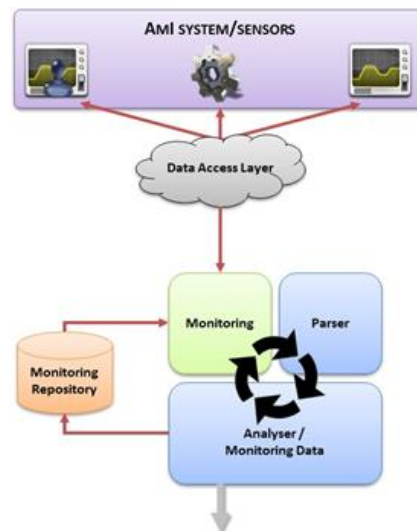 AMI SYSTEM/SENSORS
Data Access Layer
Monitoring
Parser
Monitoring
Repository
Analyser /
Monitoring Data